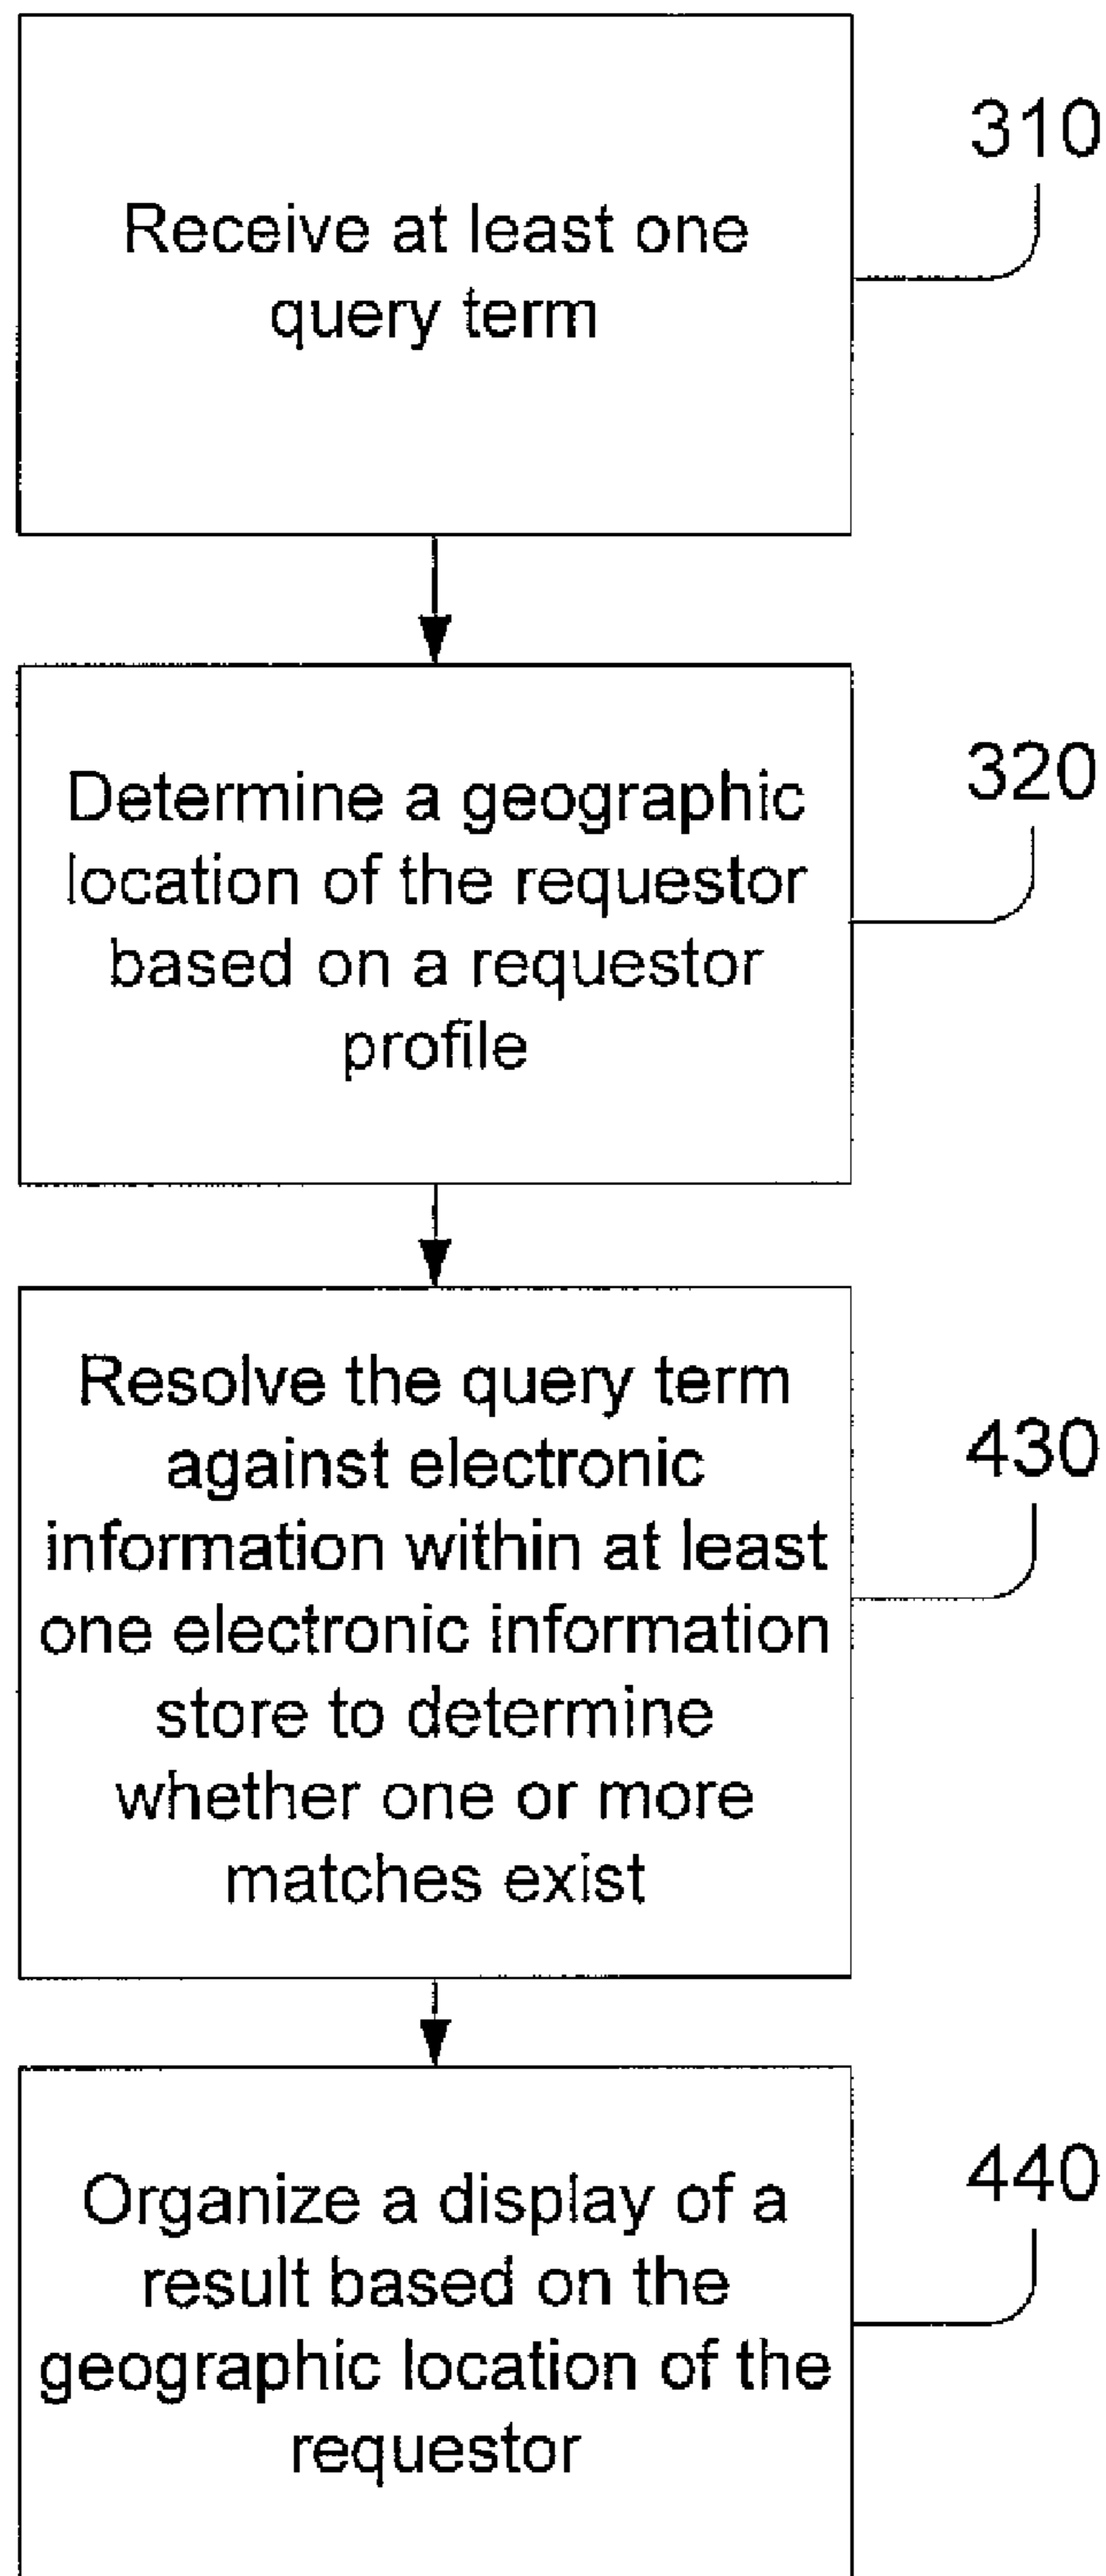 310
Receive at least one
query term
320
Determine a geographic
location of the requestor
based on a requestor
profile
430
Resolve the query term
against electronic
information within at least
one electronic information
store to determine
whether one or more
matches exist
440
Organize a display of a
result based on the
geographic location of the
requestor